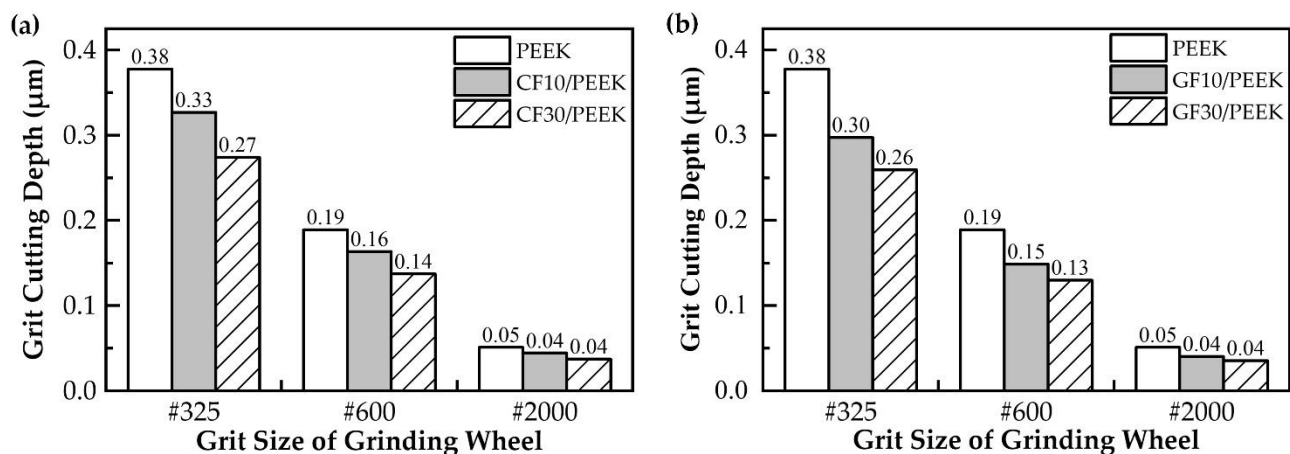 (a)
Grit Cutting Depth (μm)
0.4
0.3
0.2
0.1
0.0
PEEK
CF10/PEEK
CF30/PEEK
0.38
0.33
0.27
0.19
0.16
0.14
0.05
0.04
0.04
#325
#600
#2000
Grit Size of Grinding Wheel
(b)
Grit Cutting Depth (μm)
0.4
0.3
0.2
0.1
0.0
PEEK
GF10/PEEK
GF30/PEEK
0.38
0.30
0.26
0.19
0.15
0.13
0.05
0.04
0.04
#325
#600
#2000
Grit Size of Grinding Wheel